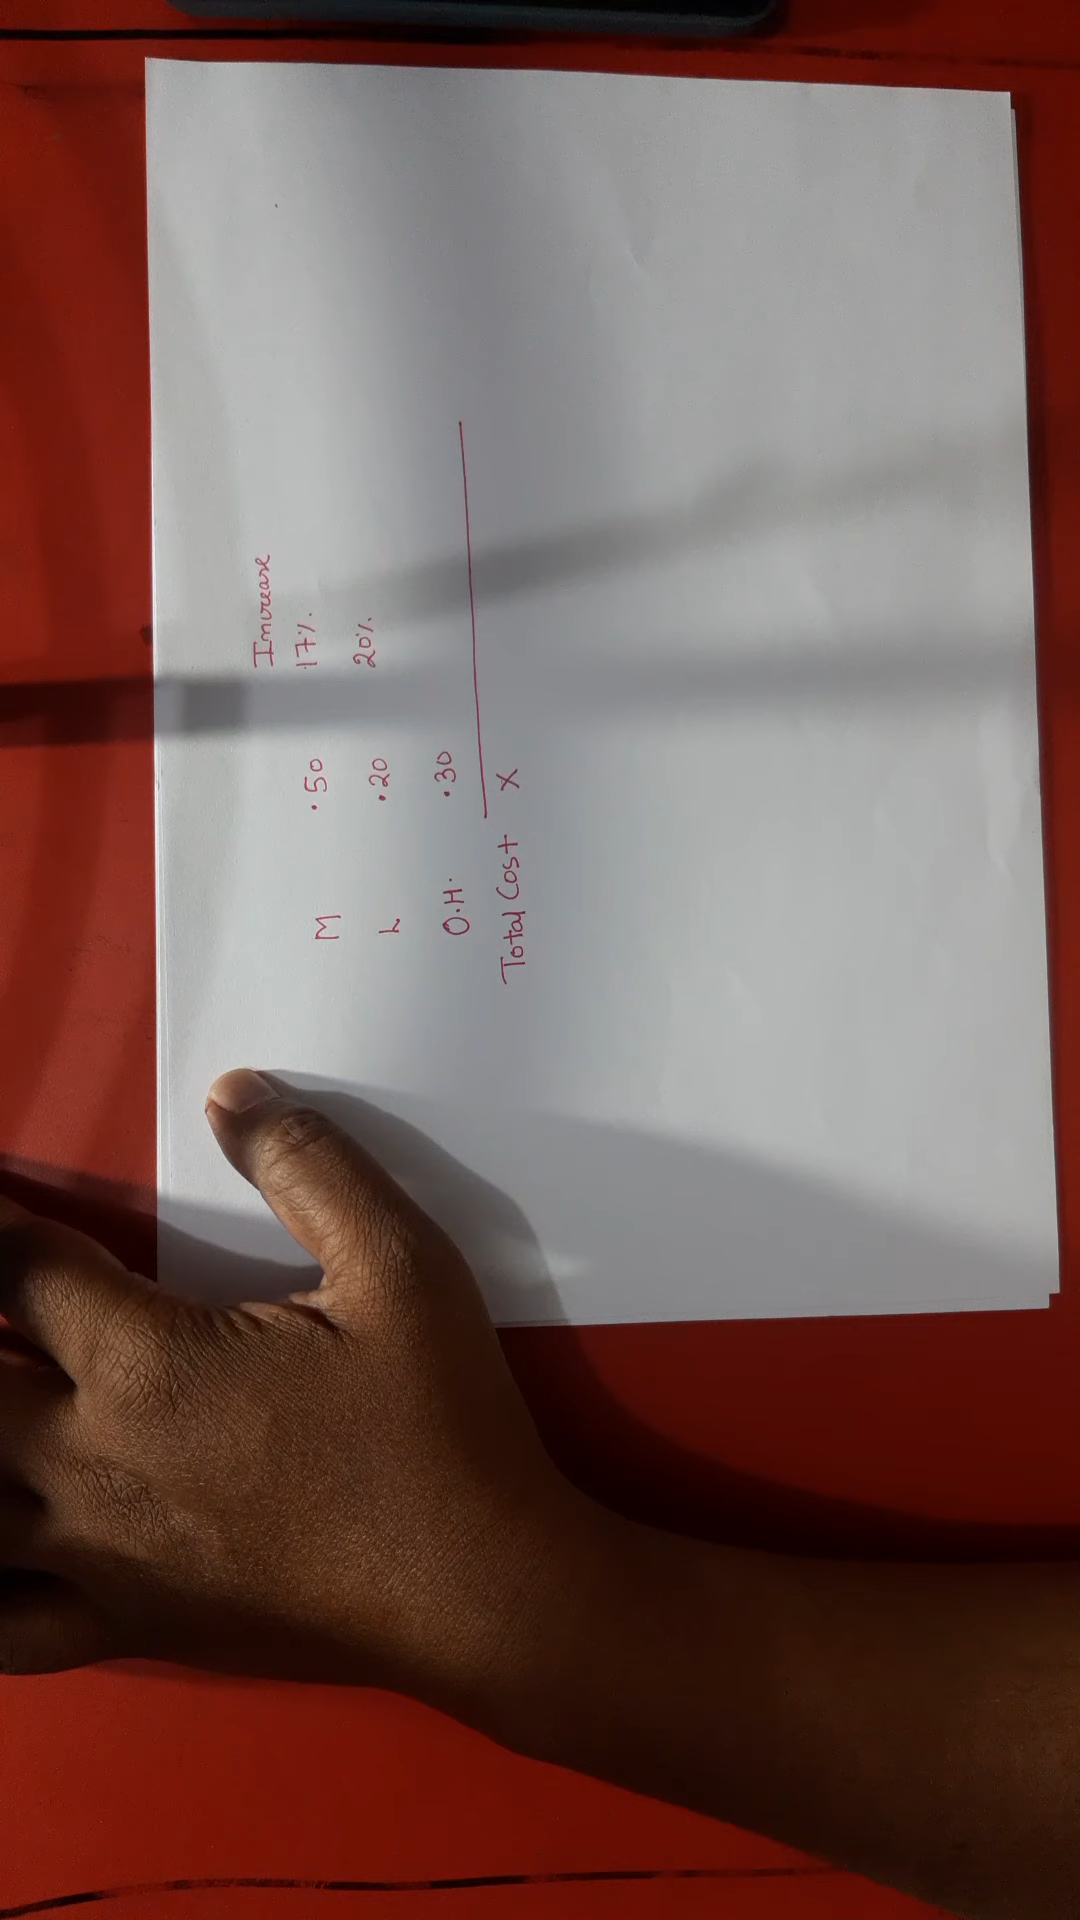 Increase
M .50 17%.
L .20 20%.
O.H. .30
Total Cost X